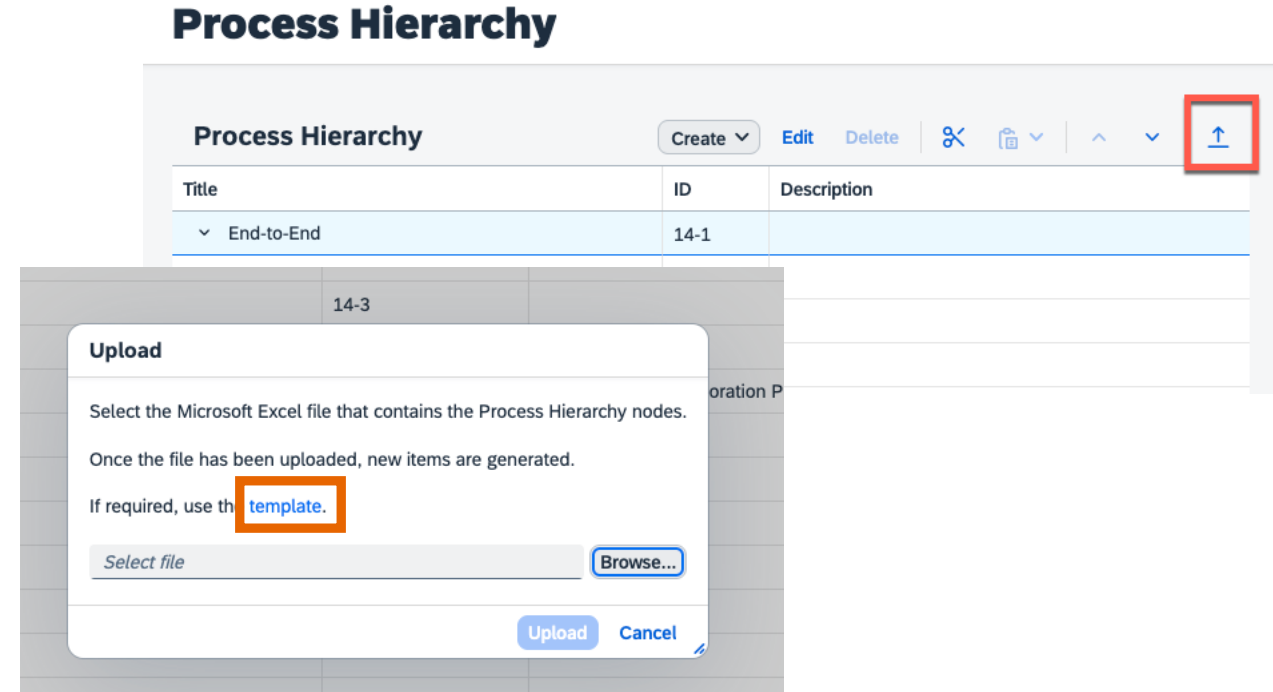 Process Hierarchy
Process Hierarchy
Create Edit Delete
Title ID Description
End-to-End 14-1
14-3
oration P
Upload
Select the Microsoft Excel file that contains the Process Hierarchy nodes.
Once the file has been uploaded, new items are generated.
If required, use th template.
Select file Browse...
Upload Cancel